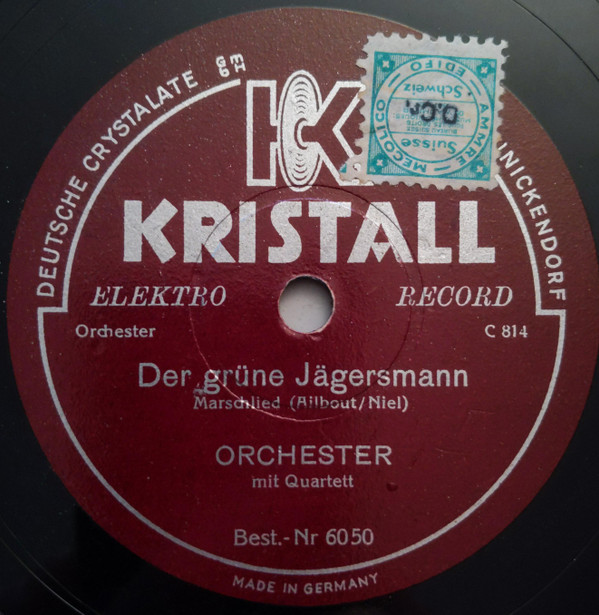 DEUTSCHE CRYSTALATE GmbH
NICKENDORF
K
KRISTALL
ELEKTRO RECORD
Orchester C 814
Der grüne Jägersmann
Marschlied (Ailbout/Niel)
ORCHESTER
mit Quartett
Best.-Nr 6050
MADE IN GERMANY
AMMRE — EDIFO — MECOLICO
Suisse
Schweiz